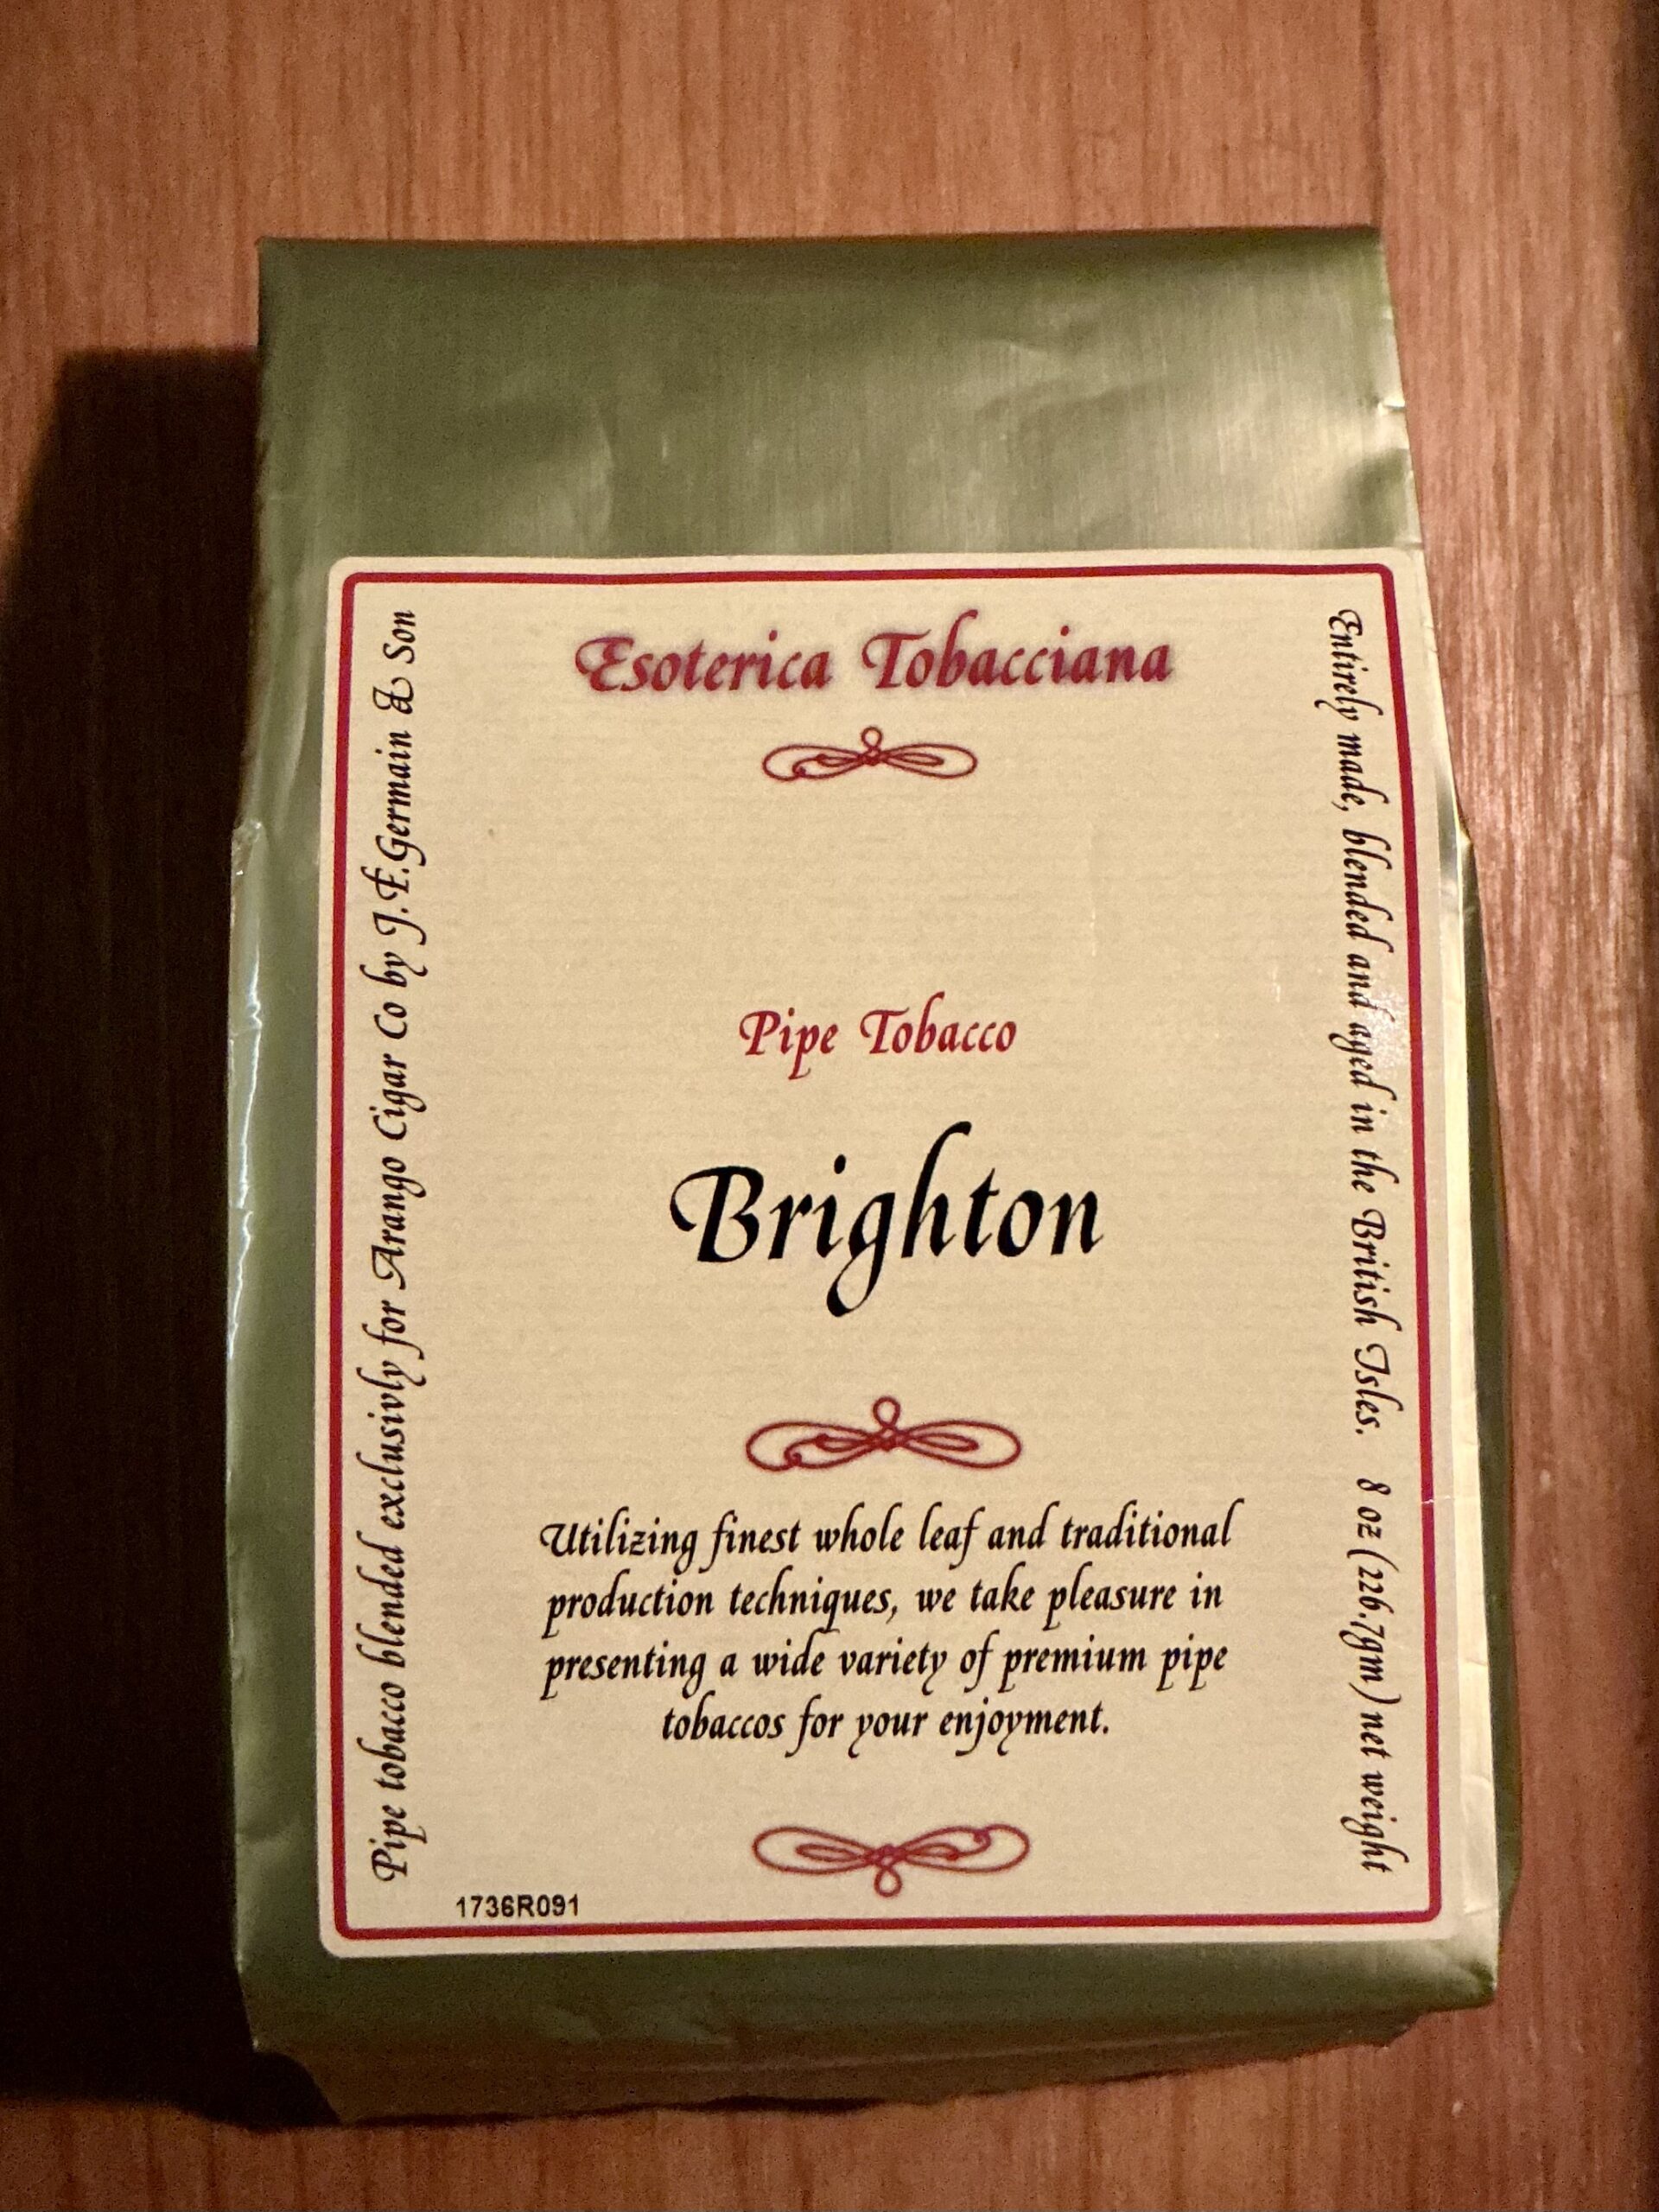 Esoterica Tobacciana
Pipe Tobacco
Brighton
Utilizing finest whole leaf and traditional
production techniques, we take pleasure in
presenting a wide variety of premium pipe
tobaccos for your enjoyment.
1736R091
Pipe tobacco blended exclusivly for Arango Cigar Co by J.E.Germain & Son
Entirely made, blended and aged in the British Isles. 8 oz (226.7gm) net weight